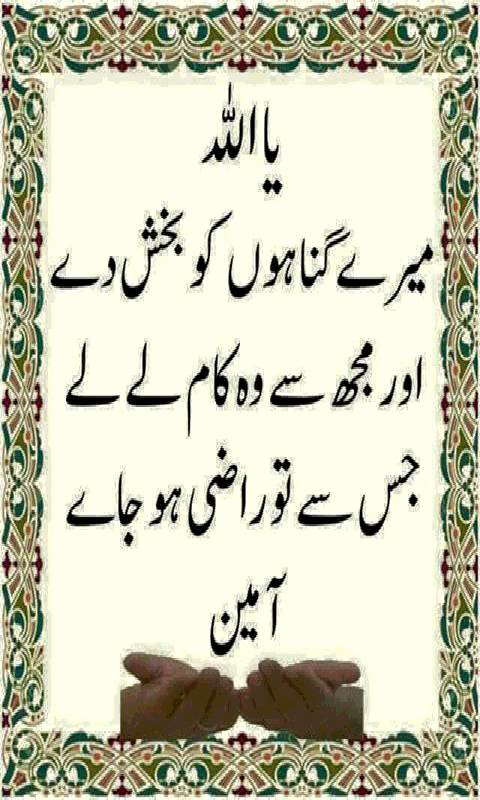 یا اللہ
میرے گناہوں کو بخش دے
اور مجھ سے وہ کام لے لے
جس سے تو راضی ہو جاے
آمین